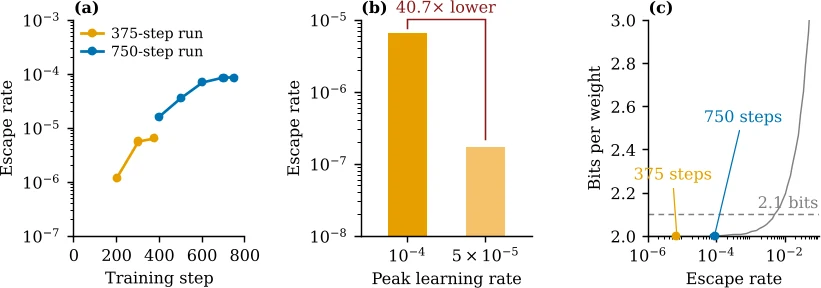 (a)
10⁻³
10⁻⁴
10⁻⁵
10⁻⁶
10⁻⁷
Escape rate
375-step run
750-step run
0 200 400 600 800
Training step
(b)
40.7× lower
10⁻⁵
10⁻⁶
10⁻⁷
10⁻⁸
Escape rate
10⁻⁴ 5 × 10⁻⁵
Peak learning rate
(c)
3.0
2.8
2.6
2.4
2.2
2.0
Bits per weight
750 steps
375 steps
2.1 bits
10⁻⁶ 10⁻⁴ 10⁻²
Escape rate